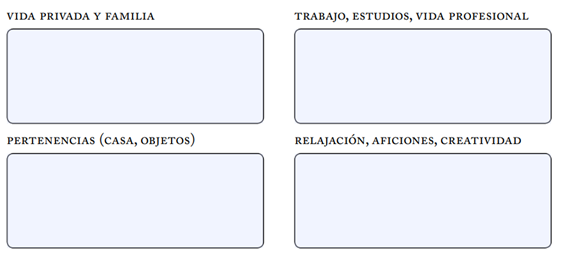 VIDA PRIVADA Y FAMILIA
TRABAJO, ESTUDIOS, VIDA PROFESIONAL
PERTENENCIAS (CASA, OBJETOS)
RELAJACIÓN, AFICIONES, CREATIVIDAD